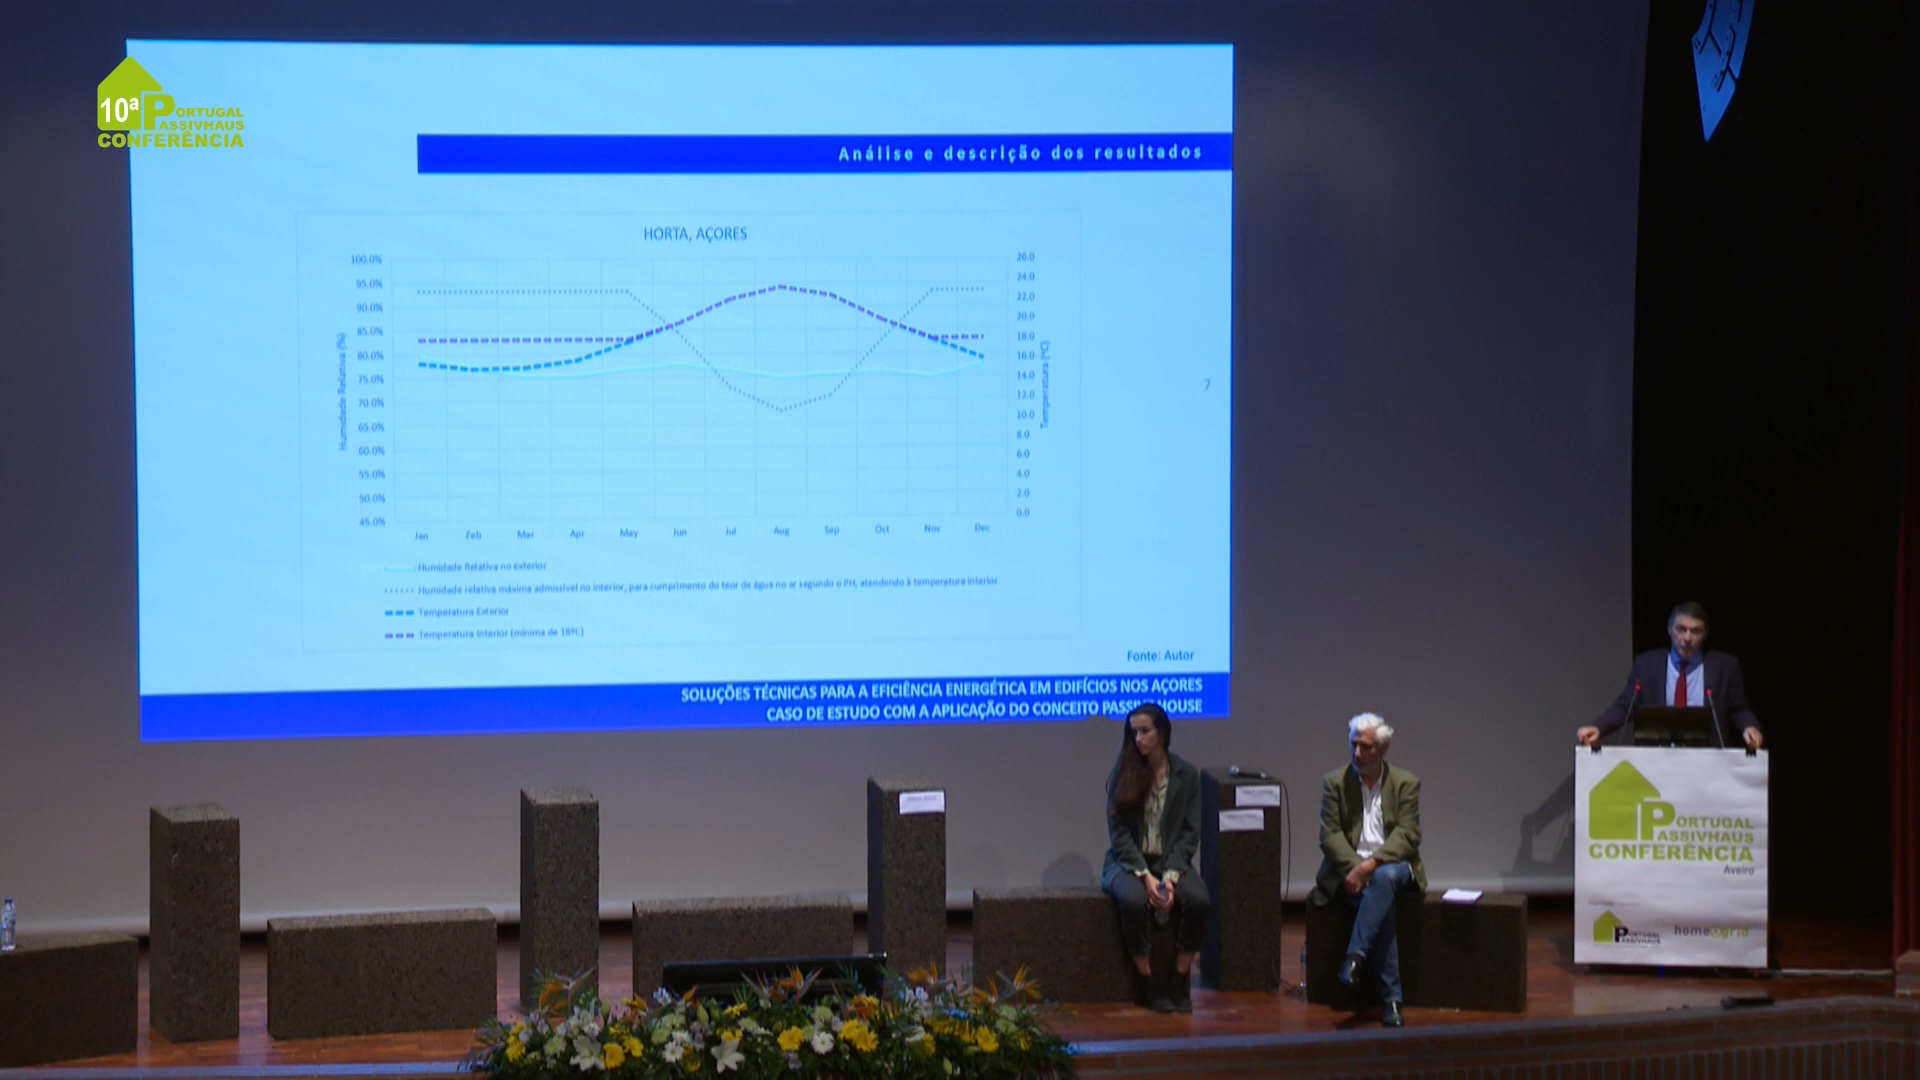 10ª PORTUGAL
PASSIVHAUS
CONFERÊNCIA
Análise e descrição dos resultados
HORTA, AÇORES
Humidade Relativa (%)
100.0%
95.0%
90.0%
85.0%
80.0%
75.0%
70.0%
65.0%
60.0%
55.0%
50.0%
45.0%
26.0
24.0
22.0
20.0
18.0
16.0
14.0
12.0
10.0
8.0
6.0
4.0
2.0
0.0
Temperatura (ºC)
Jan Feb Mar Apr May Jun Jul Aug Sep Oct Nov Dec
7
Humidade Relativa no exterior
Humidade relativa máxima admissível no interior, para cumprimento do teor de água no ar segundo o PH, atendendo à temperatura interior
Temperatura Exterior
Temperatura Interior (mínima de 18ºC)
Fonte: Autor
SOLUÇÕES TÉCNICAS PARA A EFICIÊNCIA ENERGÉTICA EM EDIFÍCIOS NOS AÇORES
CASO DE ESTUDO COM A APLICAÇÃO DO CONCEITO PASSIVE HOUSE
PORTUGAL
PASSIVHAUS
CONFERÊNCIA
Aveiro
PORTUGAL
PASSIVHAUS
homegrid